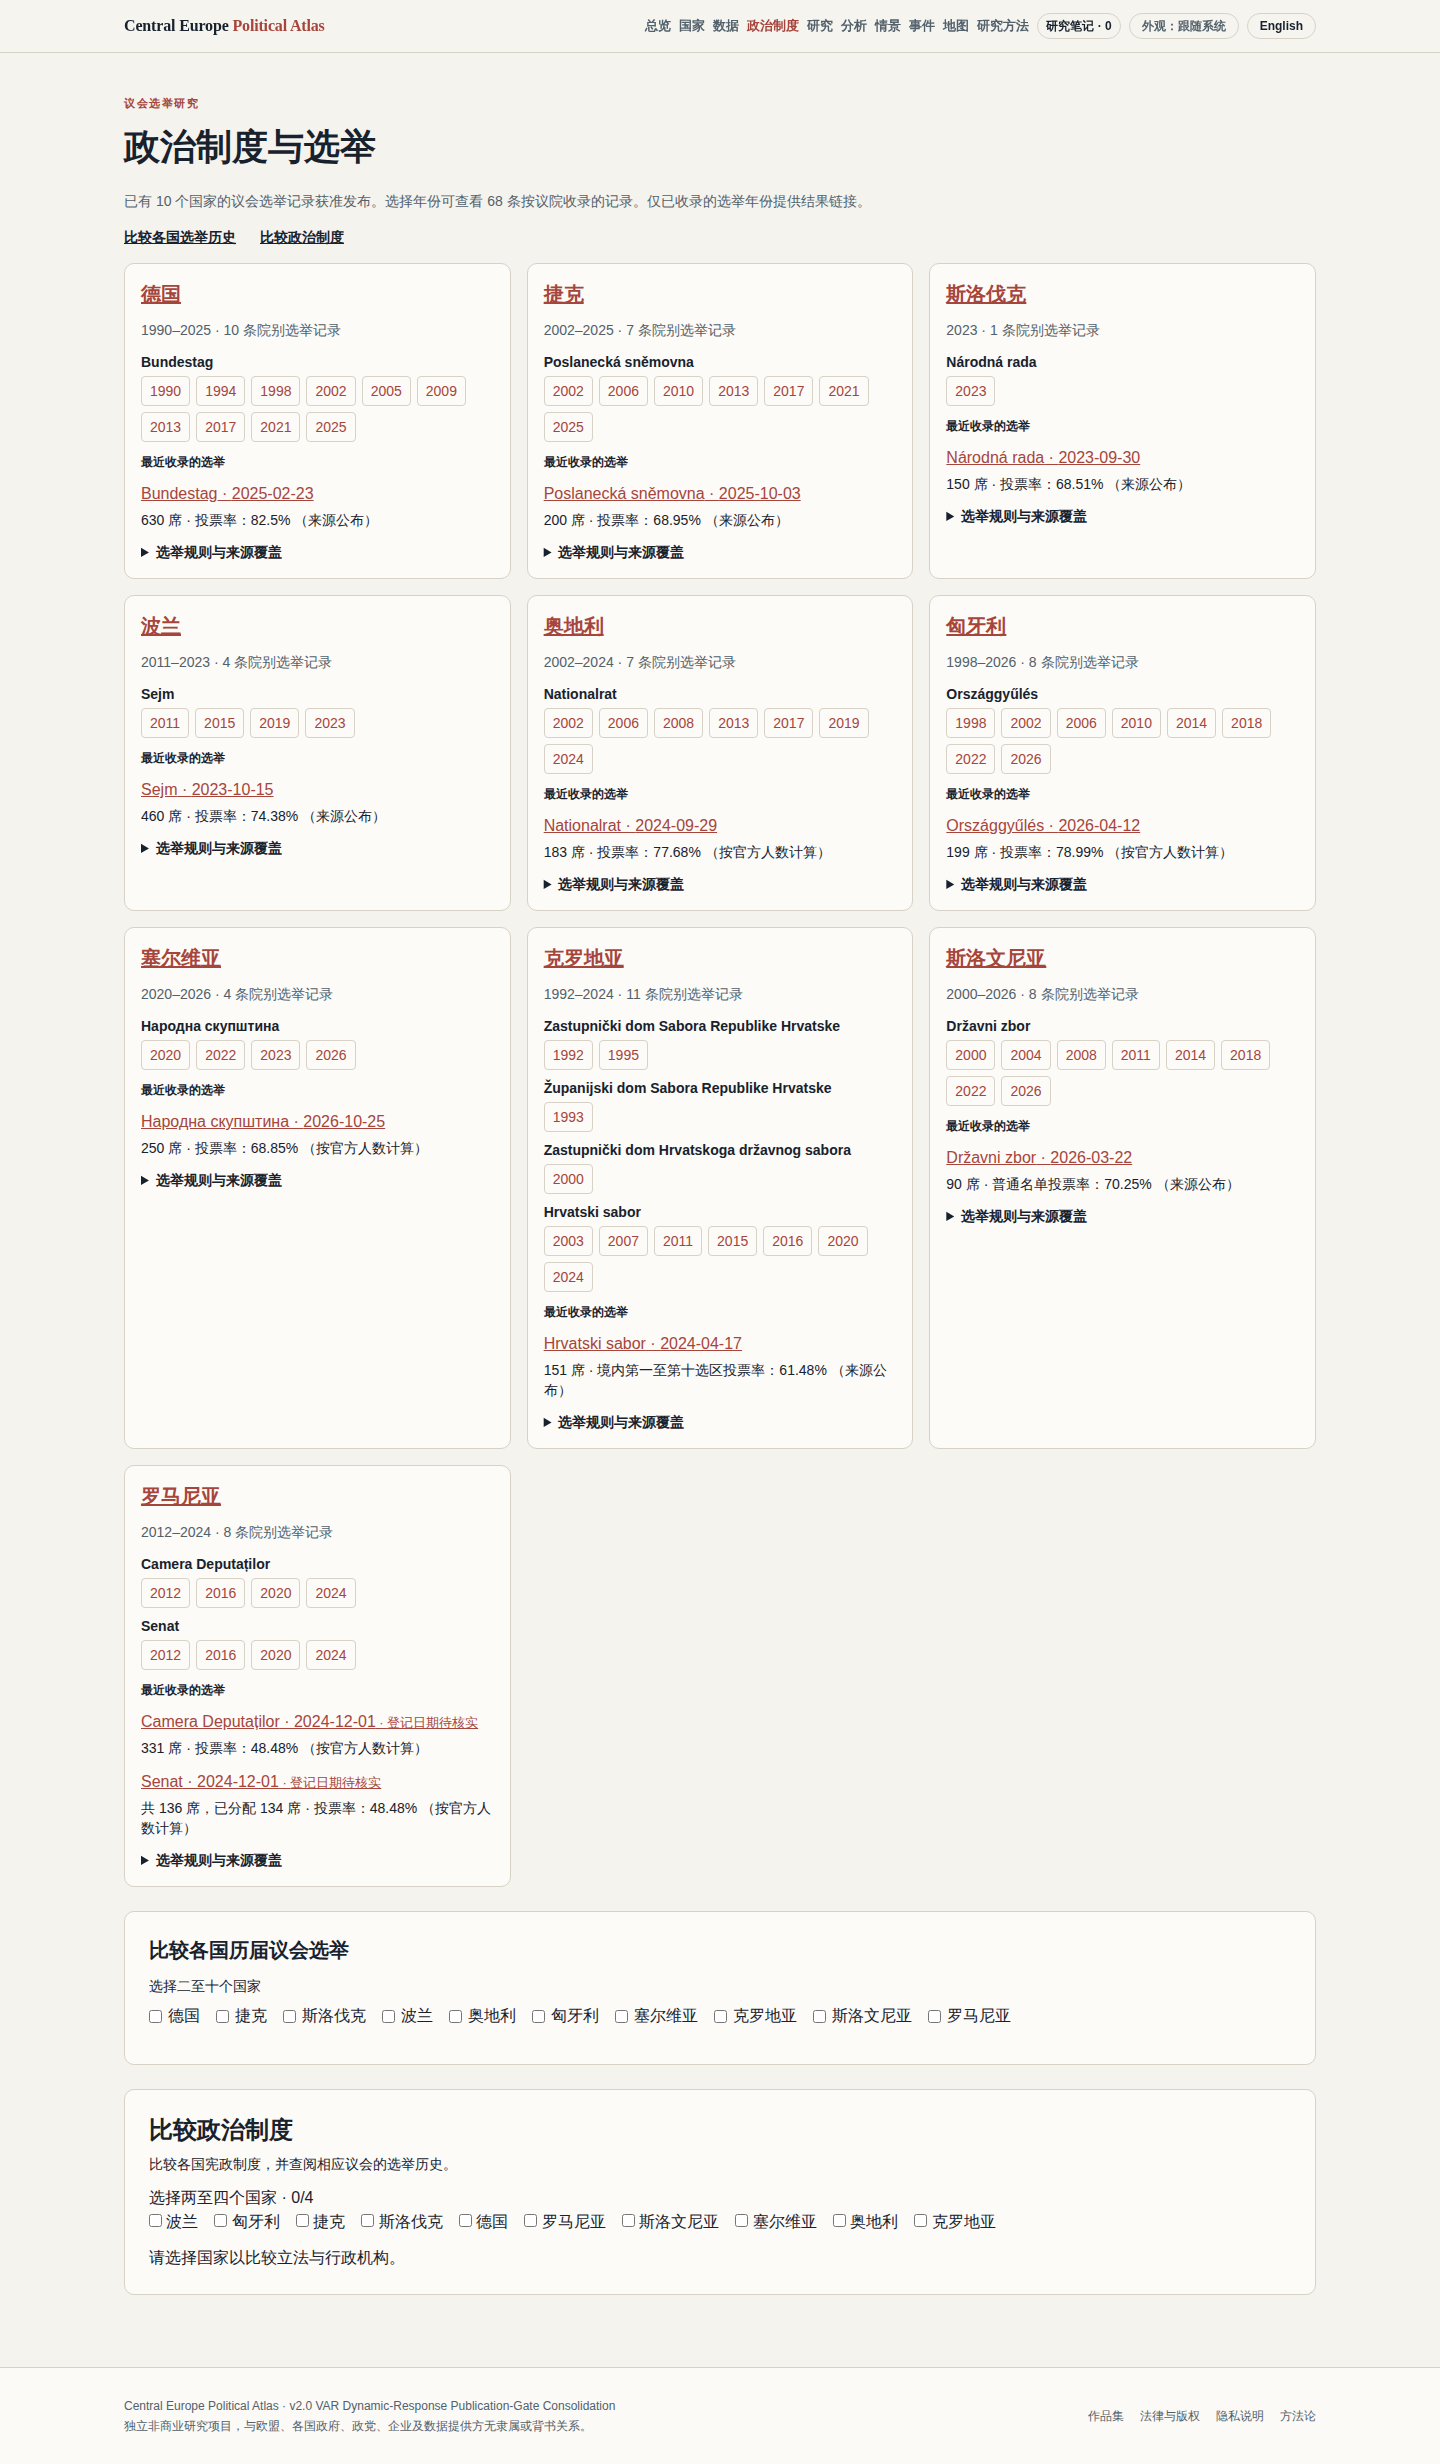 Central Europe Political Atlas
总览 国家 数据 政治制度 研究 分析 情景 事件 地图 研究方法 研究笔记 · 0 外观：跟随系统 English
议会选举研究
政治制度与选举
已有 10 个国家的议会选举记录获准发布。选择年份可查看 68 条按议院收录的记录。仅已收录的选举年份提供结果链接。
比较各国选举历史 比较政治制度
德国
1990–2025 · 10 条院别选举记录
Bundestag
1990 1994 1998 2002 2005 2009
2013 2017 2021 2025
最近收录的选举
Bundestag · 2025-02-23
630 席 · 投票率：82.5% （来源公布）
▶ 选举规则与来源覆盖
捷克
2002–2025 · 7 条院别选举记录
Poslanecká sněmovna
2002 2006 2010 2013 2017 2021
2025
最近收录的选举
Poslanecká sněmovna · 2025-10-03
200 席 · 投票率：68.95% （来源公布）
▶ 选举规则与来源覆盖
斯洛伐克
2023 · 1 条院别选举记录
Národná rada
2023
最近收录的选举
Národná rada · 2023-09-30
150 席 · 投票率：68.51% （来源公布）
▶ 选举规则与来源覆盖
波兰
2011–2023 · 4 条院别选举记录
Sejm
2011 2015 2019 2023
最近收录的选举
Sejm · 2023-10-15
460 席 · 投票率：74.38% （来源公布）
▶ 选举规则与来源覆盖
奥地利
2002–2024 · 7 条院别选举记录
Nationalrat
2002 2006 2008 2013 2017 2019
2024
最近收录的选举
Nationalrat · 2024-09-29
183 席 · 投票率：77.68% （按官方人数计算）
▶ 选举规则与来源覆盖
匈牙利
1998–2026 · 8 条院别选举记录
Országgyűlés
1998 2002 2006 2010 2014 2018
2022 2026
最近收录的选举
Országgyűlés · 2026-04-12
199 席 · 投票率：78.99% （按官方人数计算）
▶ 选举规则与来源覆盖
塞尔维亚
2020–2026 · 4 条院别选举记录
Народна скупштина
2020 2022 2023 2026
最近收录的选举
Народна скупштина · 2026-10-25
250 席 · 投票率：68.85% （按官方人数计算）
▶ 选举规则与来源覆盖
克罗地亚
1992–2024 · 11 条院别选举记录
Zastupnički dom Sabora Republike Hrvatske
1992 1995
Županijski dom Sabora Republike Hrvatske
1993
Zastupnički dom Hrvatskoga državnog sabora
2000
Hrvatski sabor
2003 2007 2011 2015 2016 2020
2024
最近收录的选举
Hrvatski sabor · 2024-04-17
151 席 · 境内第一至第十选区投票率：61.48% （来源公
布）
▶ 选举规则与来源覆盖
斯洛文尼亚
2000–2026 · 8 条院别选举记录
Državni zbor
2000 2004 2008 2011 2014 2018
2022 2026
最近收录的选举
Državni zbor · 2026-03-22
90 席 · 普通名单投票率：70.25% （来源公布）
▶ 选举规则与来源覆盖
罗马尼亚
2012–2024 · 8 条院别选举记录
Camera Deputaților
2012 2016 2020 2024
Senat
2012 2016 2020 2024
最近收录的选举
Camera Deputaților · 2024-12-01 · 登记日期待核实
331 席 · 投票率：48.48% （按官方人数计算）
Senat · 2024-12-01 · 登记日期待核实
共 136 席，已分配 134 席 · 投票率：48.48% （按官方人
数计算）
▶ 选举规则与来源覆盖
比较各国历届议会选举
选择二至十个国家
德国 捷克 斯洛伐克 波兰 奥地利 匈牙利 塞尔维亚 克罗地亚 斯洛文尼亚 罗马尼亚
比较政治制度
比较各国宪政制度，并查阅相应议会的选举历史。
选择两至四个国家 · 0/4
波兰 匈牙利 捷克 斯洛伐克 德国 罗马尼亚 斯洛文尼亚 塞尔维亚 奥地利 克罗地亚
请选择国家以比较立法与行政机构。
Central Europe Political Atlas · v2.0 VAR Dynamic-Response Publication-Gate Consolidation
独立非商业研究项目，与欧盟、各国政府、政党、企业及数据提供方无隶属或背书关系。
作品集 法律与版权 隐私说明 方法论